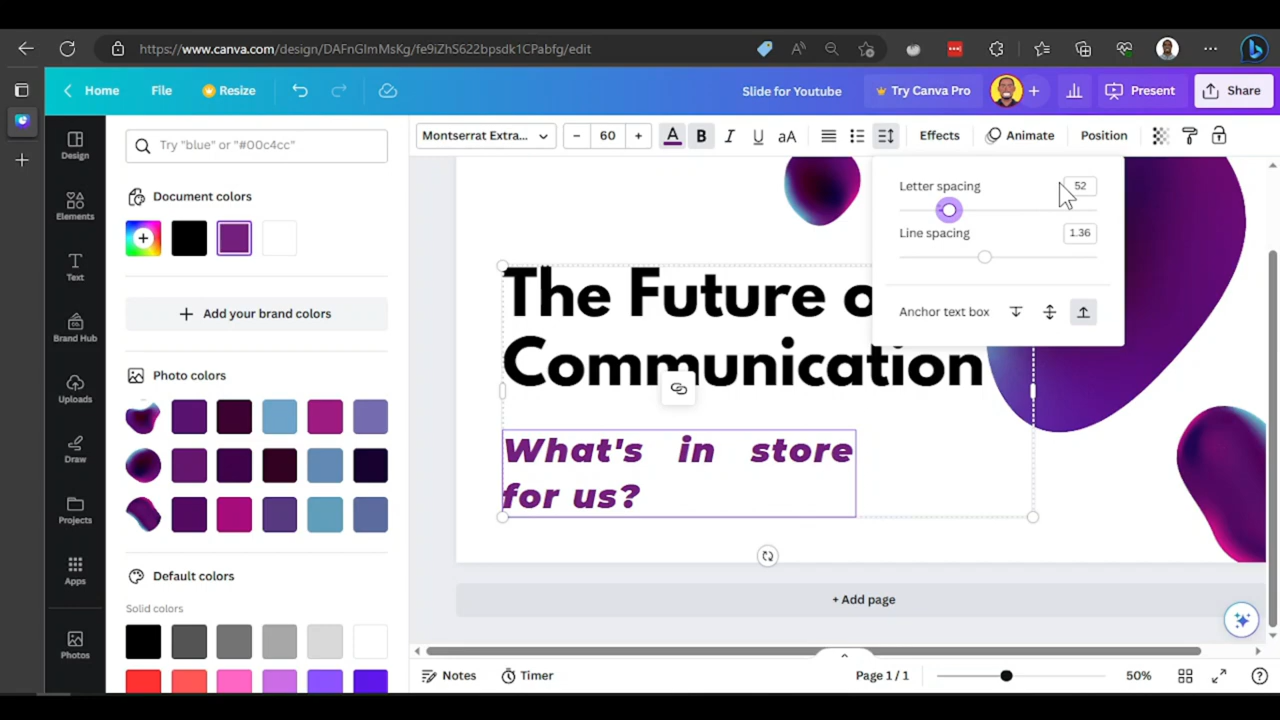 https://www.canva.com/design/DAFnGlmMsKg/fe9iZhS622bpsdk1CPabfg/edit
Home
File
Resize
Slide for Youtube
Try Canva Pro
Present
Share
Design
Elements
Text
Brand Hub
Uploads
Draw
Projects
Apps
Photos
Try "blue" or "#00c4cc"
Document colors
Add your brand colors
Photo colors
Default colors
Solid colors
Montserrat Extra...
60
A
B
I
U
aA
Effects
Animate
Position
Letter spacing
52
Line spacing
1.36
Anchor text box
The Future o
Communication
What's in store
for us?
+ Add page
Notes
Timer
Page 1 / 1
50%